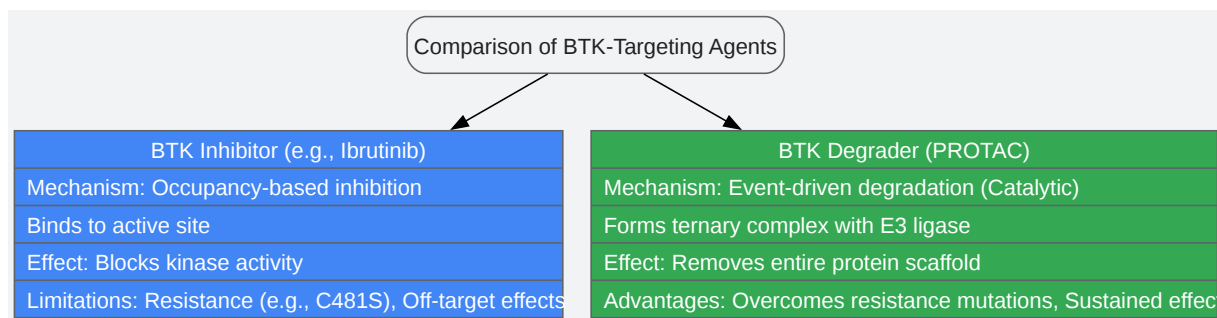 Comparison of BTK-Targeting Agents
BTK Inhibitor (e.g., Ibrutinib)
Mechanism: Occupancy-based inhibition
Binds to active site
Effect: Blocks kinase activity
Limitations: Resistance (e.g., C481S), Off-target effects
BTK Degrader (PROTAC)
Mechanism: Event-driven degradation (Catalytic)
Forms ternary complex with E3 ligase
Effect: Removes entire protein scaffold
Advantages: Overcomes resistance mutations, Sustained effect